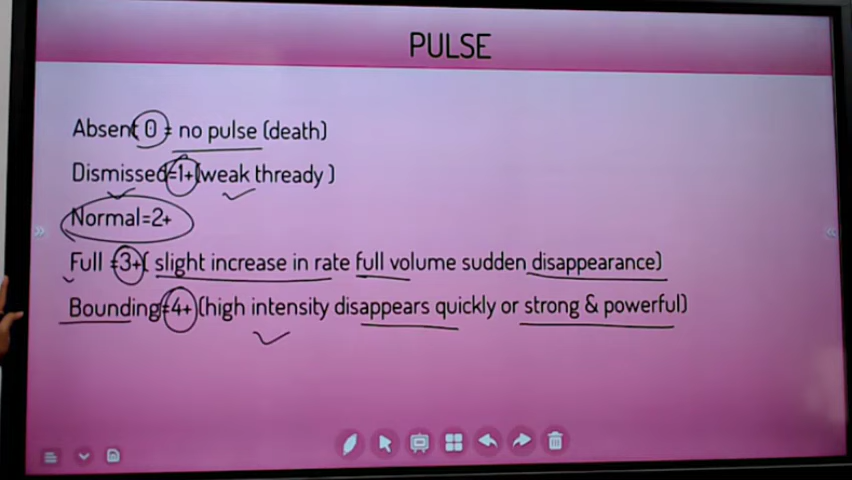 PULSE
Absent 0 = no pulse (death)
Dismissed=1+(weak thready )
Normal=2+
Full =3+( slight increase in rate full volume sudden disappearance)
Bounding=4+ (high intensity disappears quickly or strong & powerful)